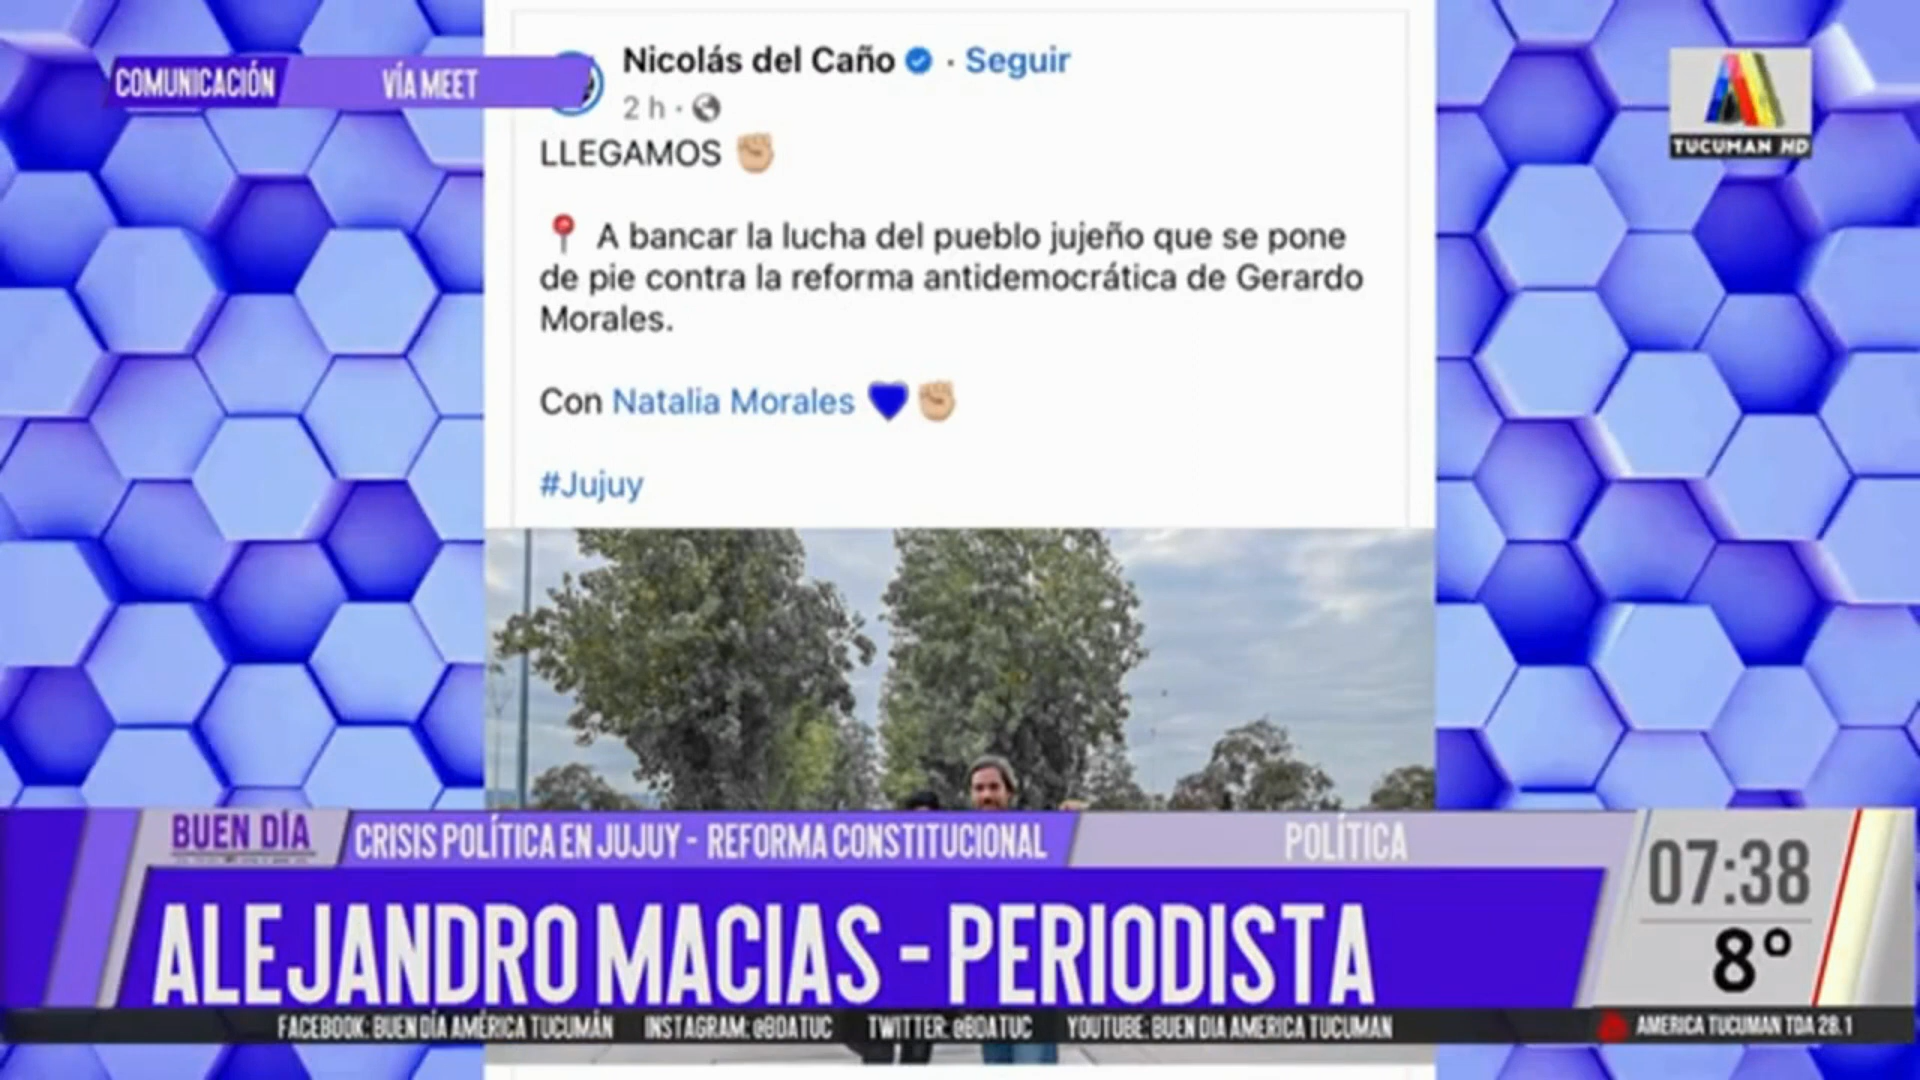 COMUNICACIÓN
VÍA MEET
Nicolás del Caño · Seguir
2 h ·
LLEGAMOS ✊🏼
📍 A bancar la lucha del pueblo jujeño que se pone
de pie contra la reforma antidemocrática de Gerardo
Morales.
Con Natalia Morales 💙✊🏼
#Jujuy
A
TUCUMAN HD
BUEN DÍA
CRISIS POLÍTICA EN JUJUY - REFORMA CONSTITUCIONAL
POLÍTICA
ALEJANDRO MACIAS - PERIODISTA
07:38
8°
FACEBOOK: BUEN DÍA AMÉRICA TUCUMÁN INSTAGRAM: @BDATUC TWITTER: @BDATUC YOUTUBE: BUEN DIA AMERICA TUCUMAN
AMERICA TUCUMAN TDA 28.1